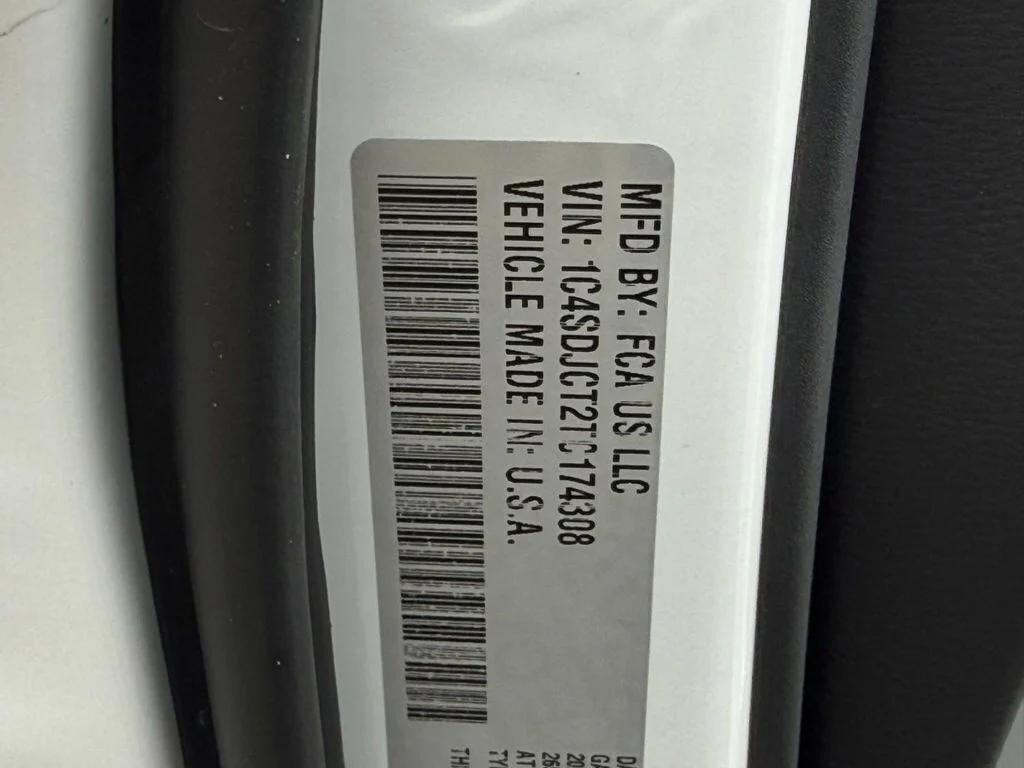 MFD BY: FCA US LLC
VIN: 1C4SDJCT2TC174308
VEHICLE MADE IN: U.S.A.